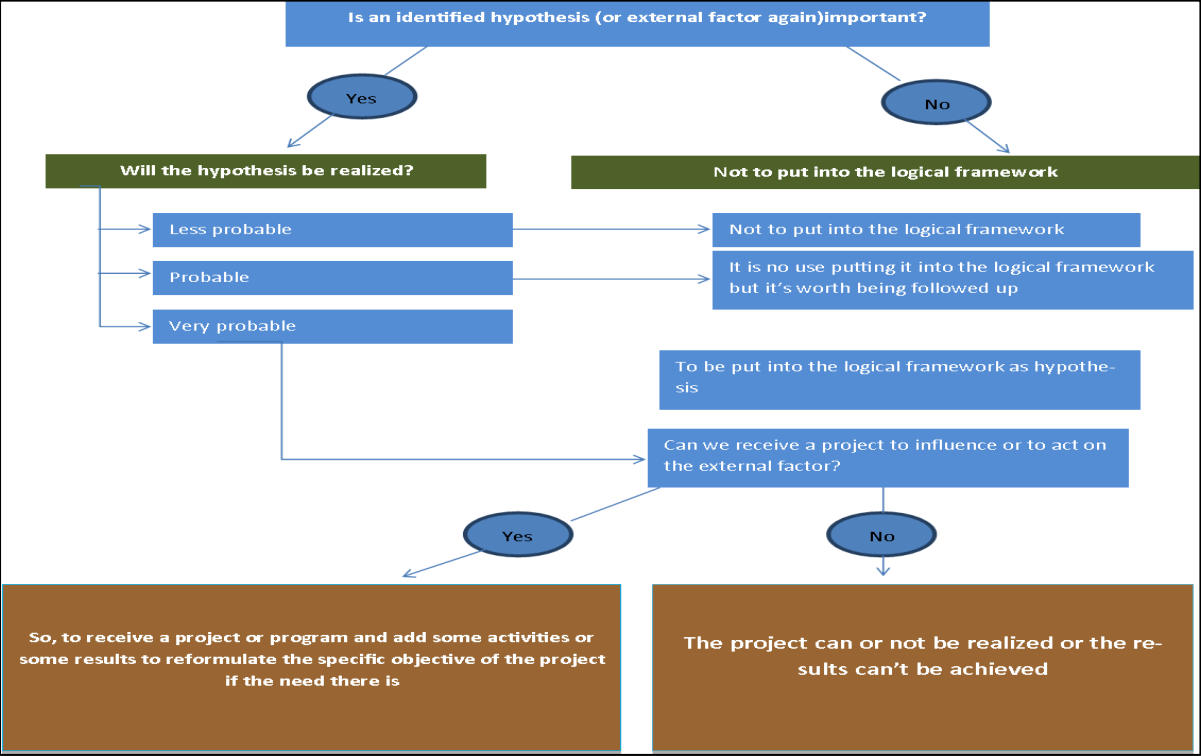 Is an identified hypothesis (or external factor again)important?
Yes
No
Will the hypothesis be realized?
Not to put into the logical framework
Less probable
Not to put into the logical framework
Probable
It is no use putting it into the logical framework
but it’s worth being followed up
Very probable
To be put into the logical framework as hypothe-
sis
Can we receive a project to influence or to act on
the external factor?
Yes
No
So, to receive a project or program and add some activities or
some results to reformulate the specific objective of the project
if the need there is
The project can or not be realized or the re-
sults can’t be achieved